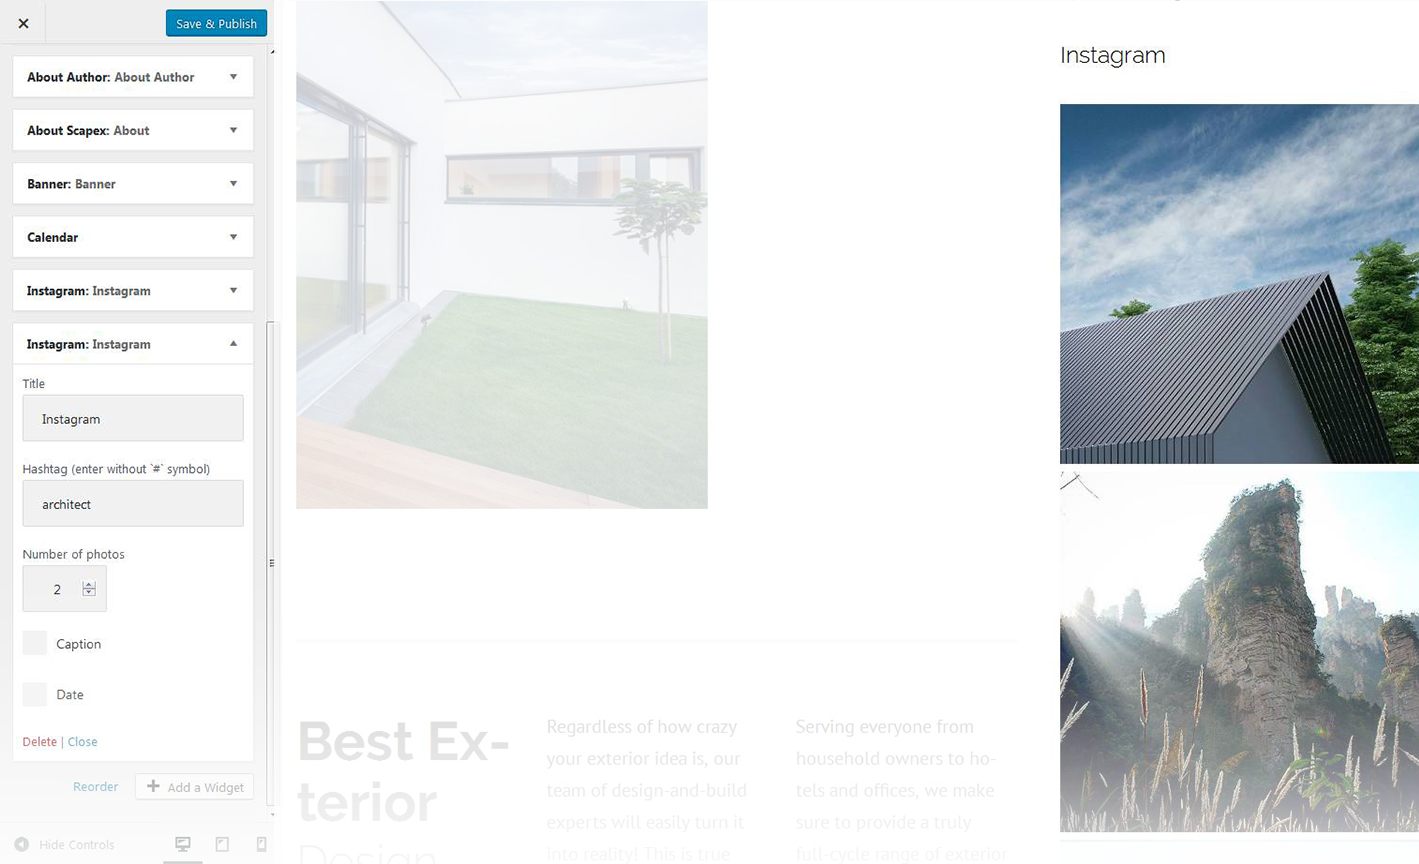 Save & Publish
About Author: About Author
About Scapex: About
Banner: Banner
Calendar
Instagram: Instagram
Instagram: Instagram
Title
Instagram
Hashtag (enter without `#` symbol)
architect
Number of photos
2
Caption
Date
Delete | Close
Reorder
Add a Widget
Hide Controls
Best Ex-
terior
Design
Regardless of how crazy
your exterior idea is, our
team of design-and-build
experts will easily turn it
into reality! This is true
Serving everyone from
household owners to ho-
tels and offices, we make
sure to provide a truly
full-cycle range of exterior
Instagram